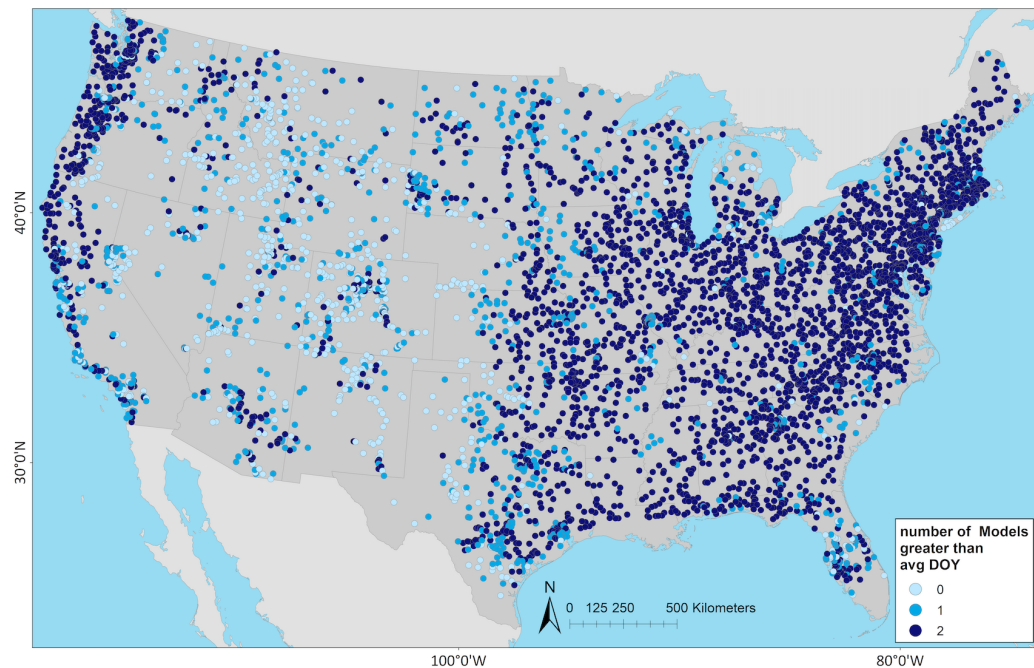 40°0'N
30°0'N
number of Models
greater than
avg DOY
0
1
2
N
0 125 250 500 Kilometers
100°0'W
80°0'W